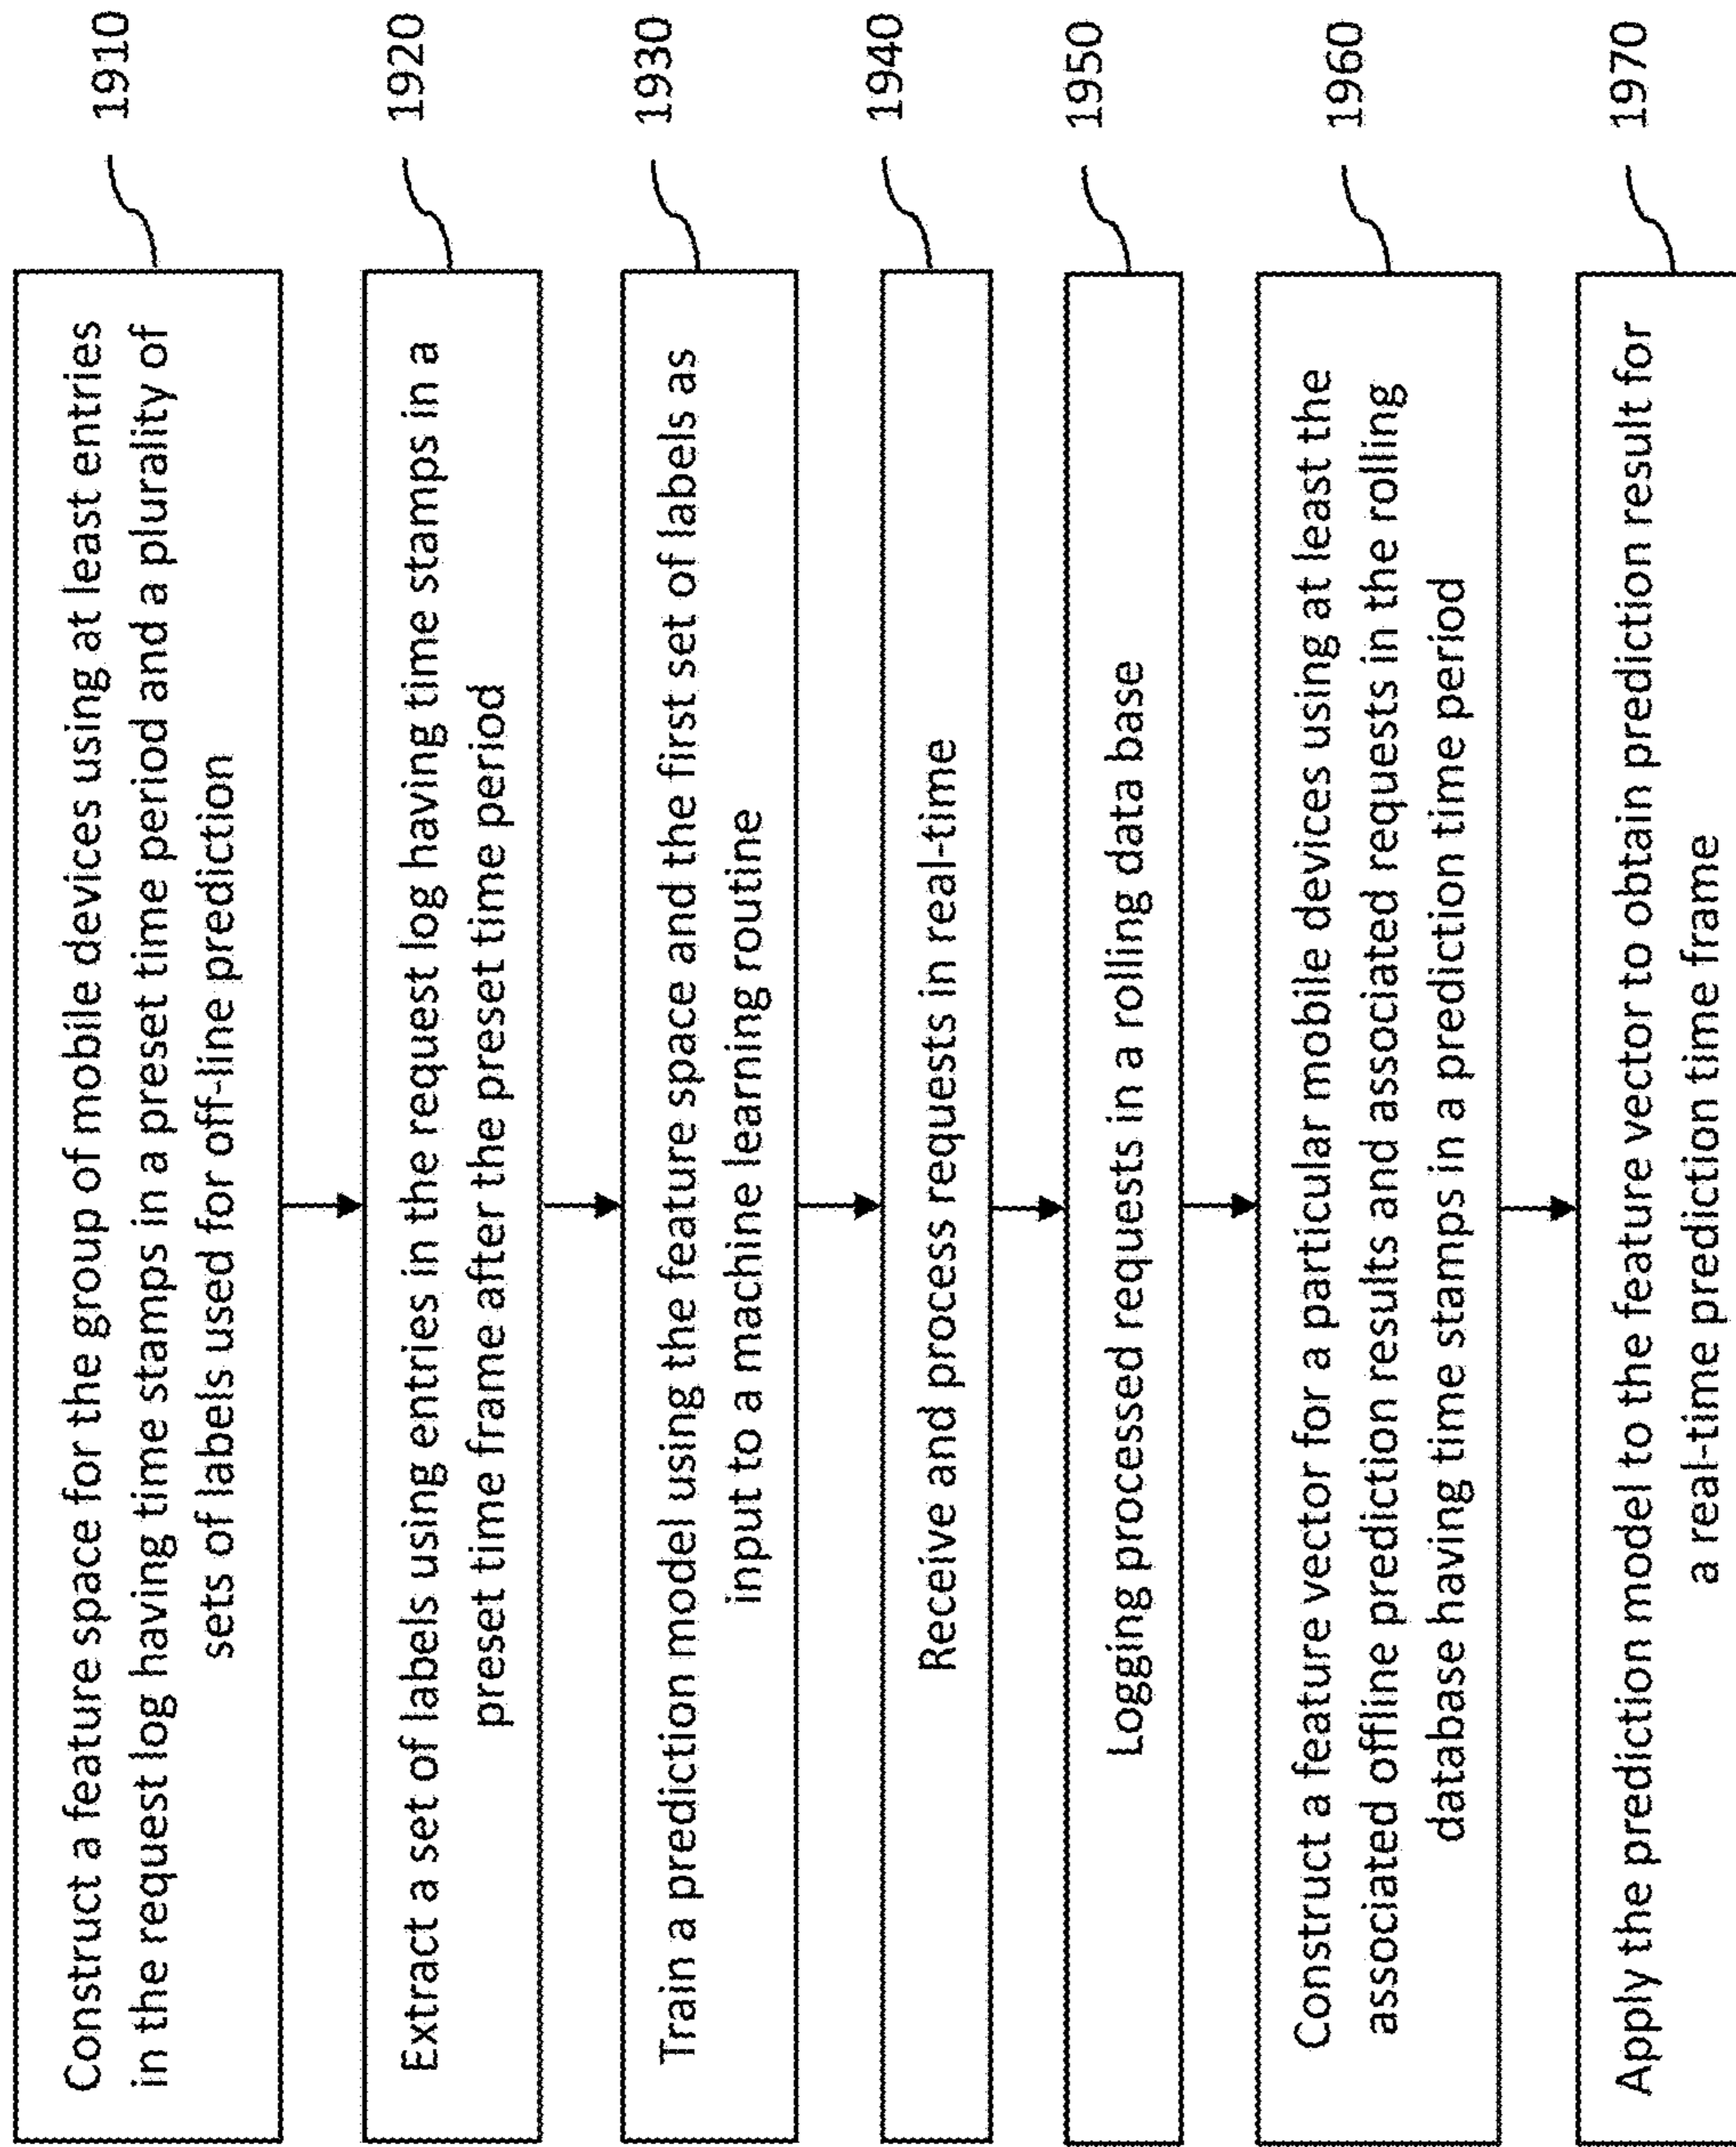 Construct a feature space for the group of mobile devices using at least entries
in the request log having time stamps in a preset time period and a plurality of
sets of labels used for off-line prediction
1910
Extract a set of labels using entries in the request log having time stamps in a
preset time frame after the preset time period
1920
Train a prediction model using the feature space and the first set of labels as
input to a machine learning routine
1930
Receive and process requests in real-time
1940
Logging processed requests in a rolling data base
1950
Construct a feature vector for a particular mobile devices using at least the
associated offline prediction results and associated requests in the rolling
database having time stamps in a prediction time period
1960
Apply the prediction model to the feature vector to obtain prediction result for
a real-time prediction time frame
1970